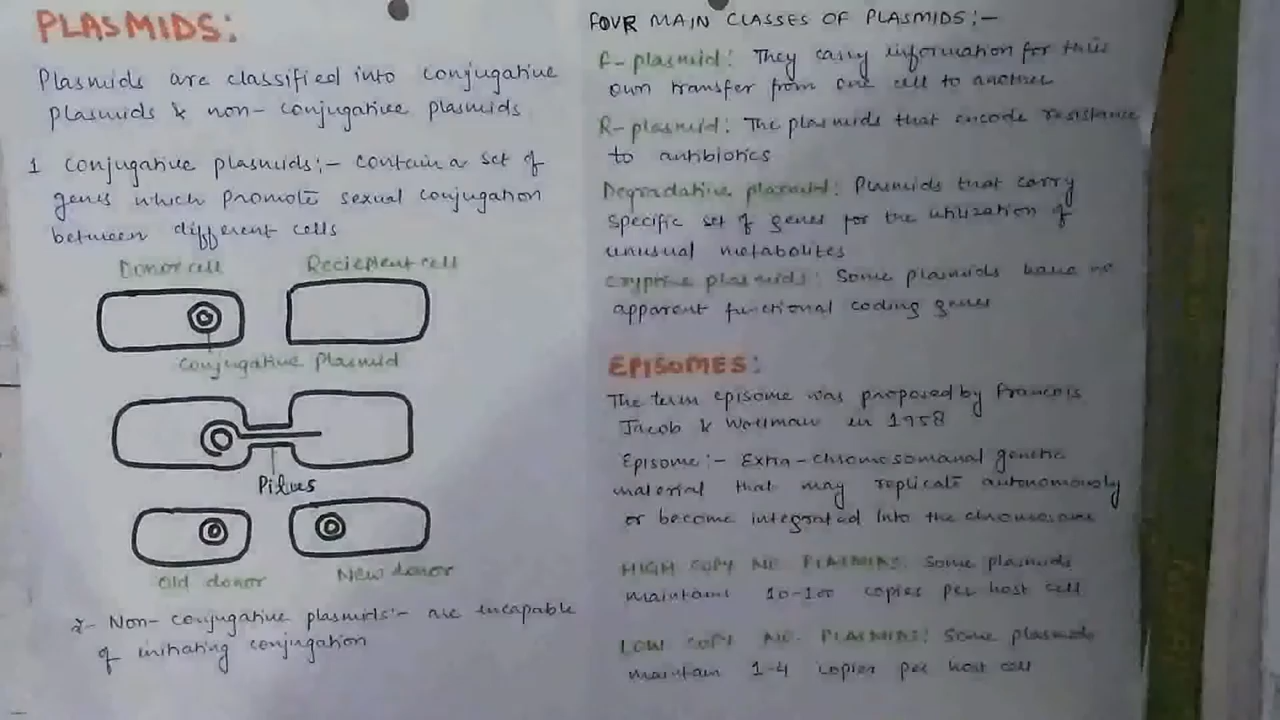 PLASMIDS:
Plasmids are classified into conjugative
plasmids & non-conjugative plasmids
1 Conjugative plasmids:- contain a set of
genes which promote sexual conjugation
between different cells
Donor cell
Reciepient cell
Conjugative plasmid
Pilus
Old donor
New donor
2- Non-conjugative plasmids:- are incapable
of initiating conjugation
FOUR MAIN CLASSES OF PLASMIDS:-
F-plasmid: They carry information for their
own transfer from one cell to another
R-plasmid: The plasmids that encode resistance
to antibiotics
Degradative plasmid: Plasmids that carry
specific set of genes for the utilization of
unusual metabolites
Cryptive plasmids: Some plasmids have no
apparent functional coding genes
EPISOMES:
The term episome was proposed by Francois
Jacob & Wollman in 1958
Episome:- Extra-chromosomanal genetic
material that may replicate autonomously
or become integrated into the chromosome
HIGH COPY NO. PLASMIDS: Some plasmids
maintains 10-100 copies per host cell
LOW COPY NO. PLASMIDS: Some plasmids
maintain 1-4 copies per host cell